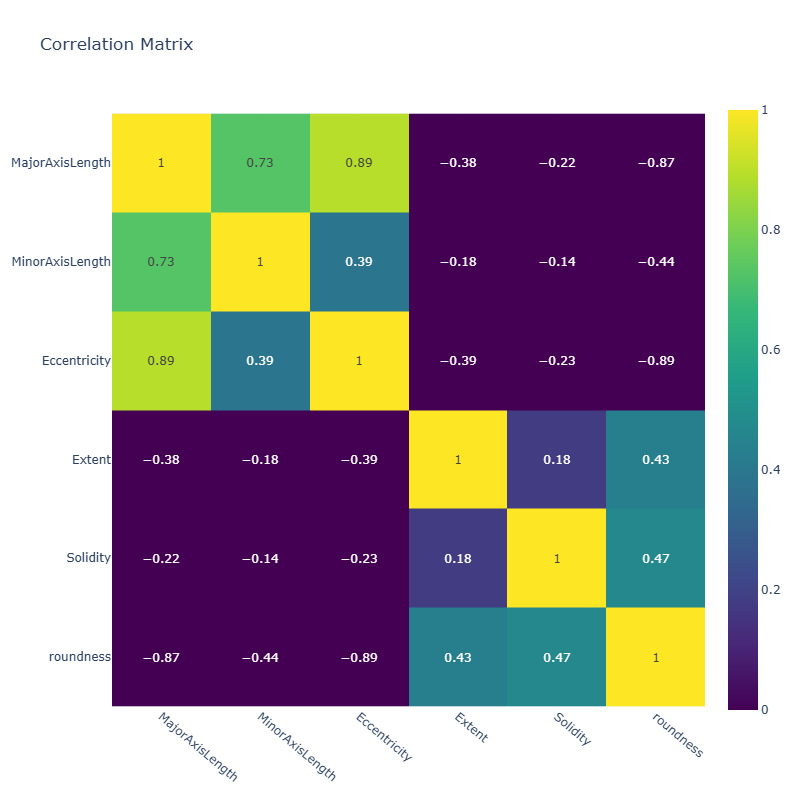 Correlation Matrix
MajorAxisLength 1 0.73 0.89 −0.38 −0.22 −0.87
MinorAxisLength 0.73 1 0.39 −0.18 −0.14 −0.44
Eccentricity 0.89 0.39 1 −0.39 −0.23 −0.89
Extent −0.38 −0.18 −0.39 1 0.18 0.43
Solidity −0.22 −0.14 −0.23 0.18 1 0.47
roundness −0.87 −0.44 −0.89 0.43 0.47 1
MajorAxisLength MinorAxisLength Eccentricity Extent Solidity roundness
1
0.8
0.6
0.4
0.2
0